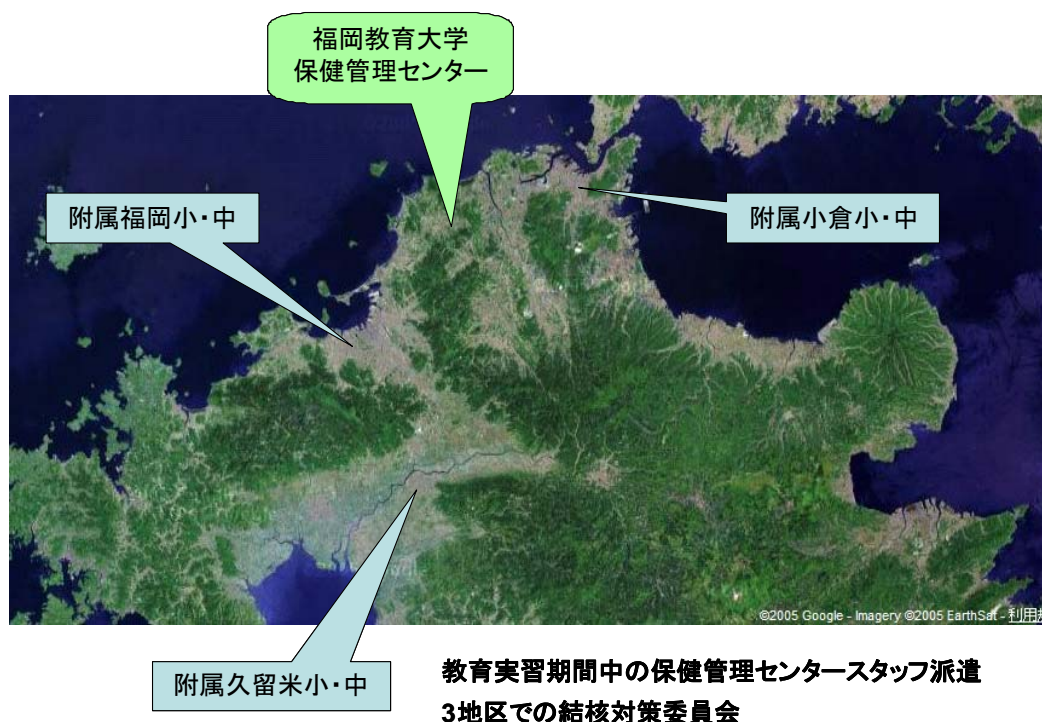 福岡教育大学
保健管理センター
附属福岡小・中
附属小倉小・中
©2005 Google - Imagery ©2005 EarthSat - 利用規
附属久留米小・中
教育実習期間中の保健管理センタースタッフ派遣
3地区での結核対策委員会